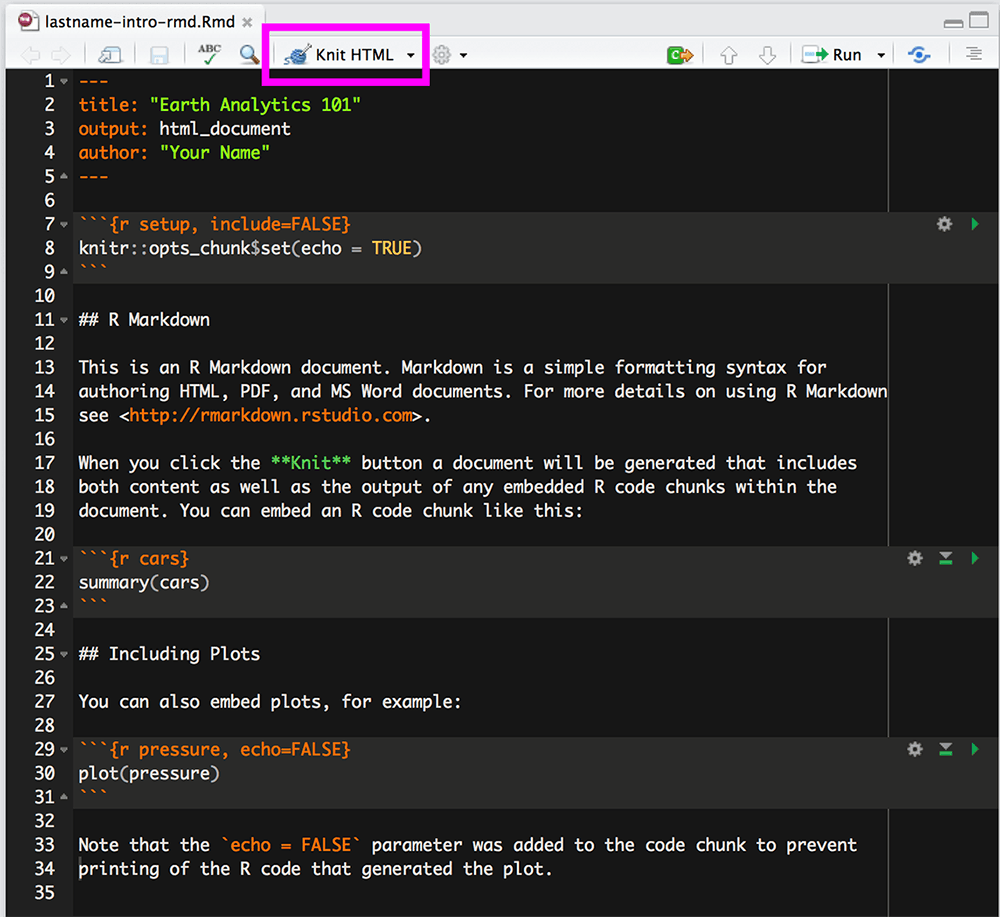 lastname-intro-rmd.Rmd
ABC Knit HTML Run
1 ---
2 title: "Earth Analytics 101"
3 output: html_document
4 author: "Your Name"
5 ---
6
7 ```{r setup, include=FALSE}
8 knitr::opts_chunk$set(echo = TRUE)
9 ```
10
11 ## R Markdown
12
13 This is an R Markdown document. Markdown is a simple formatting syntax for
14 authoring HTML, PDF, and MS Word documents. For more details on using R Markdown
15 see <http://rmarkdown.rstudio.com>.
16
17 When you click the **Knit** button a document will be generated that includes
18 both content as well as the output of any embedded R code chunks within the
19 document. You can embed an R code chunk like this:
20
21 ```{r cars}
22 summary(cars)
23 ```
24
25 ## Including Plots
26
27 You can also embed plots, for example:
28
29 ```{r pressure, echo=FALSE}
30 plot(pressure)
31 ```
32
33 Note that the `echo = FALSE` parameter was added to the code chunk to prevent
34 printing of the R code that generated the plot.
35